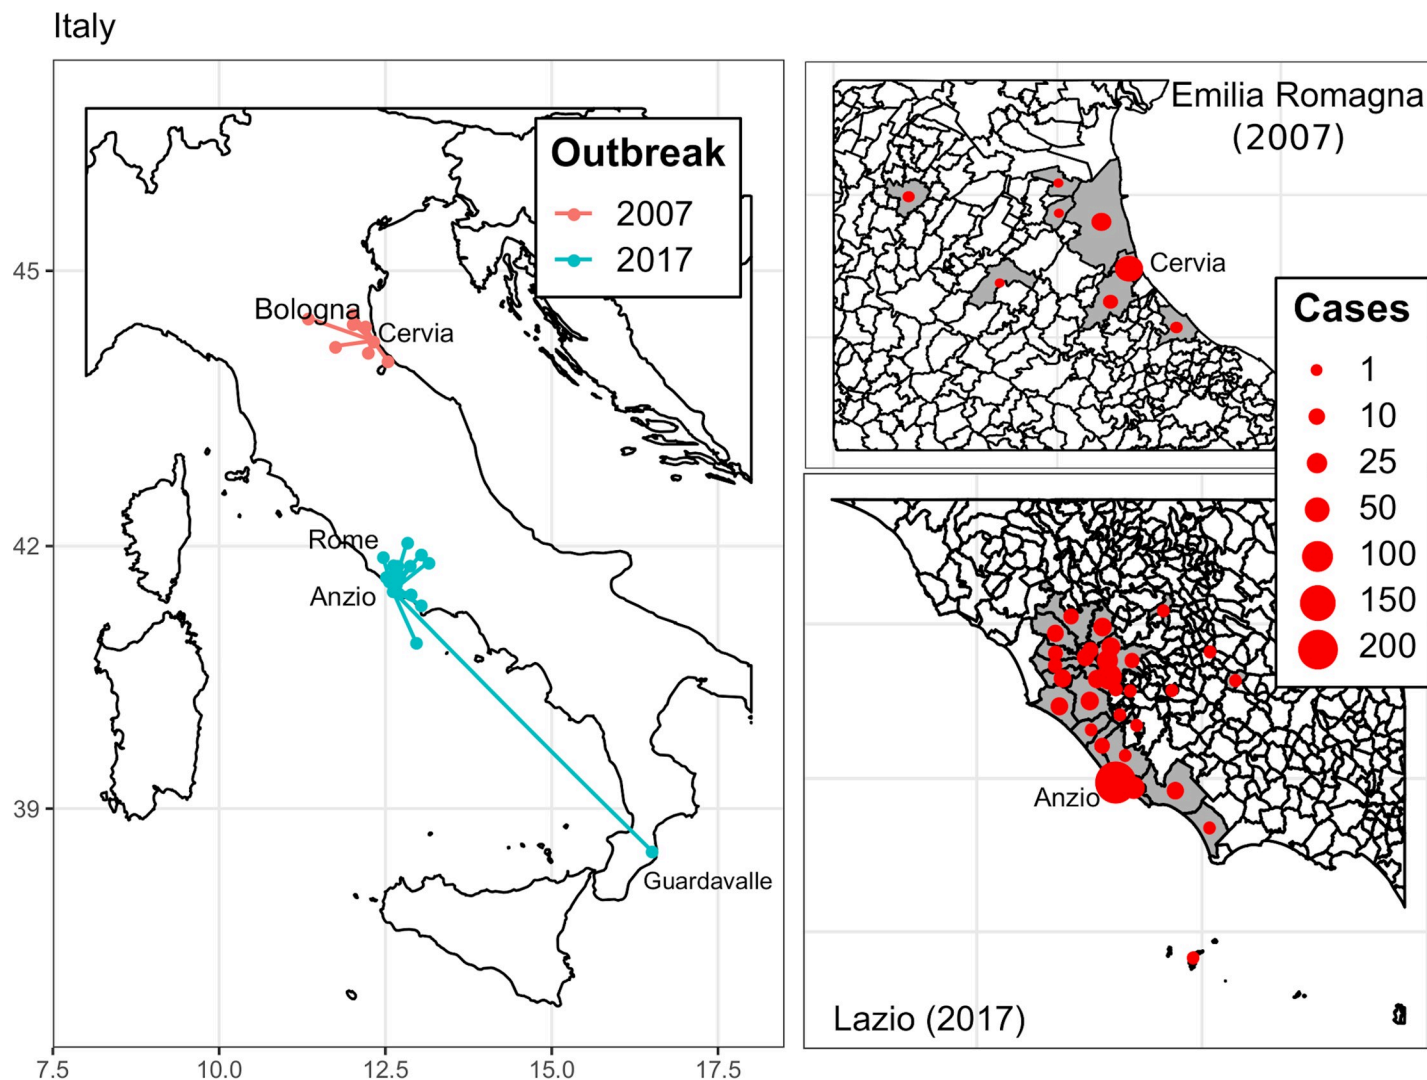 Italy
Outbreak
2007
2017
45
42
39
7.5
10.0
12.5
15.0
17.5
Bologna
Cervia
Rome
Anzio
Guardavalle
Emilia Romagna
(2007)
Cervia
Cases
1
10
25
50
100
150
200
Anzio
Lazio (2017)